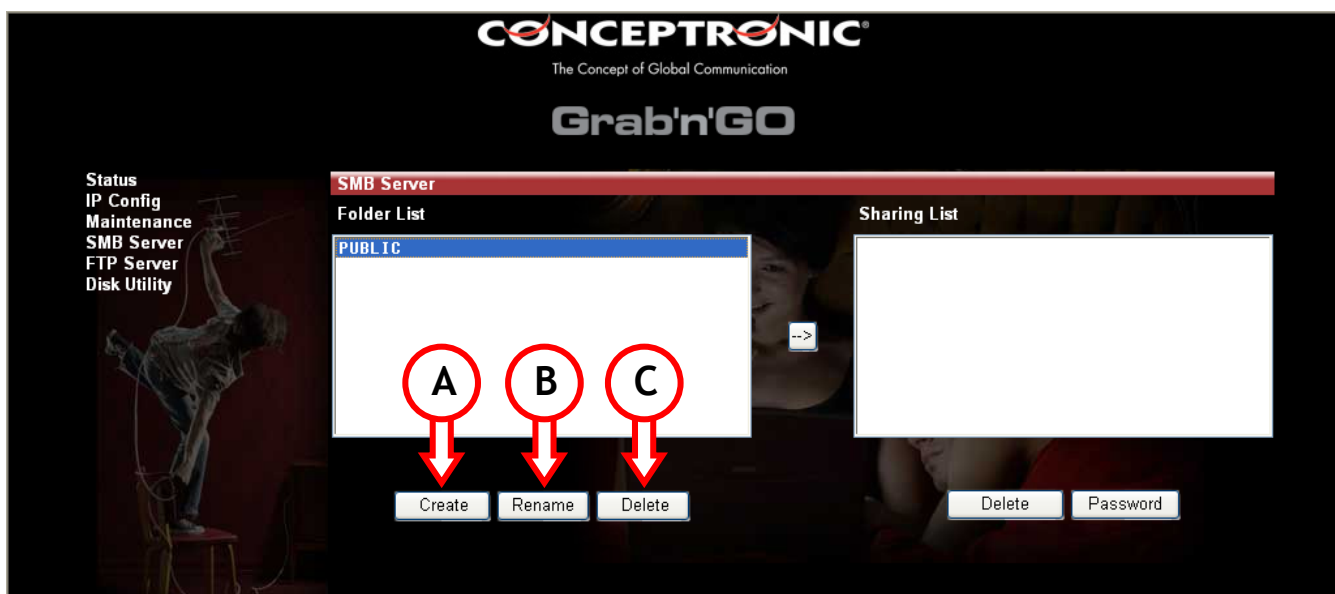 CONCEPTRONIC®
The Concept of Global Communication
Grab'n'GO
Status
IP Config
Maintenance
SMB Server
FTP Server
Disk Utility
SMB Server
Folder List
Sharing List
PUBLIC
-->
A B C
Create Rename Delete
Delete Password